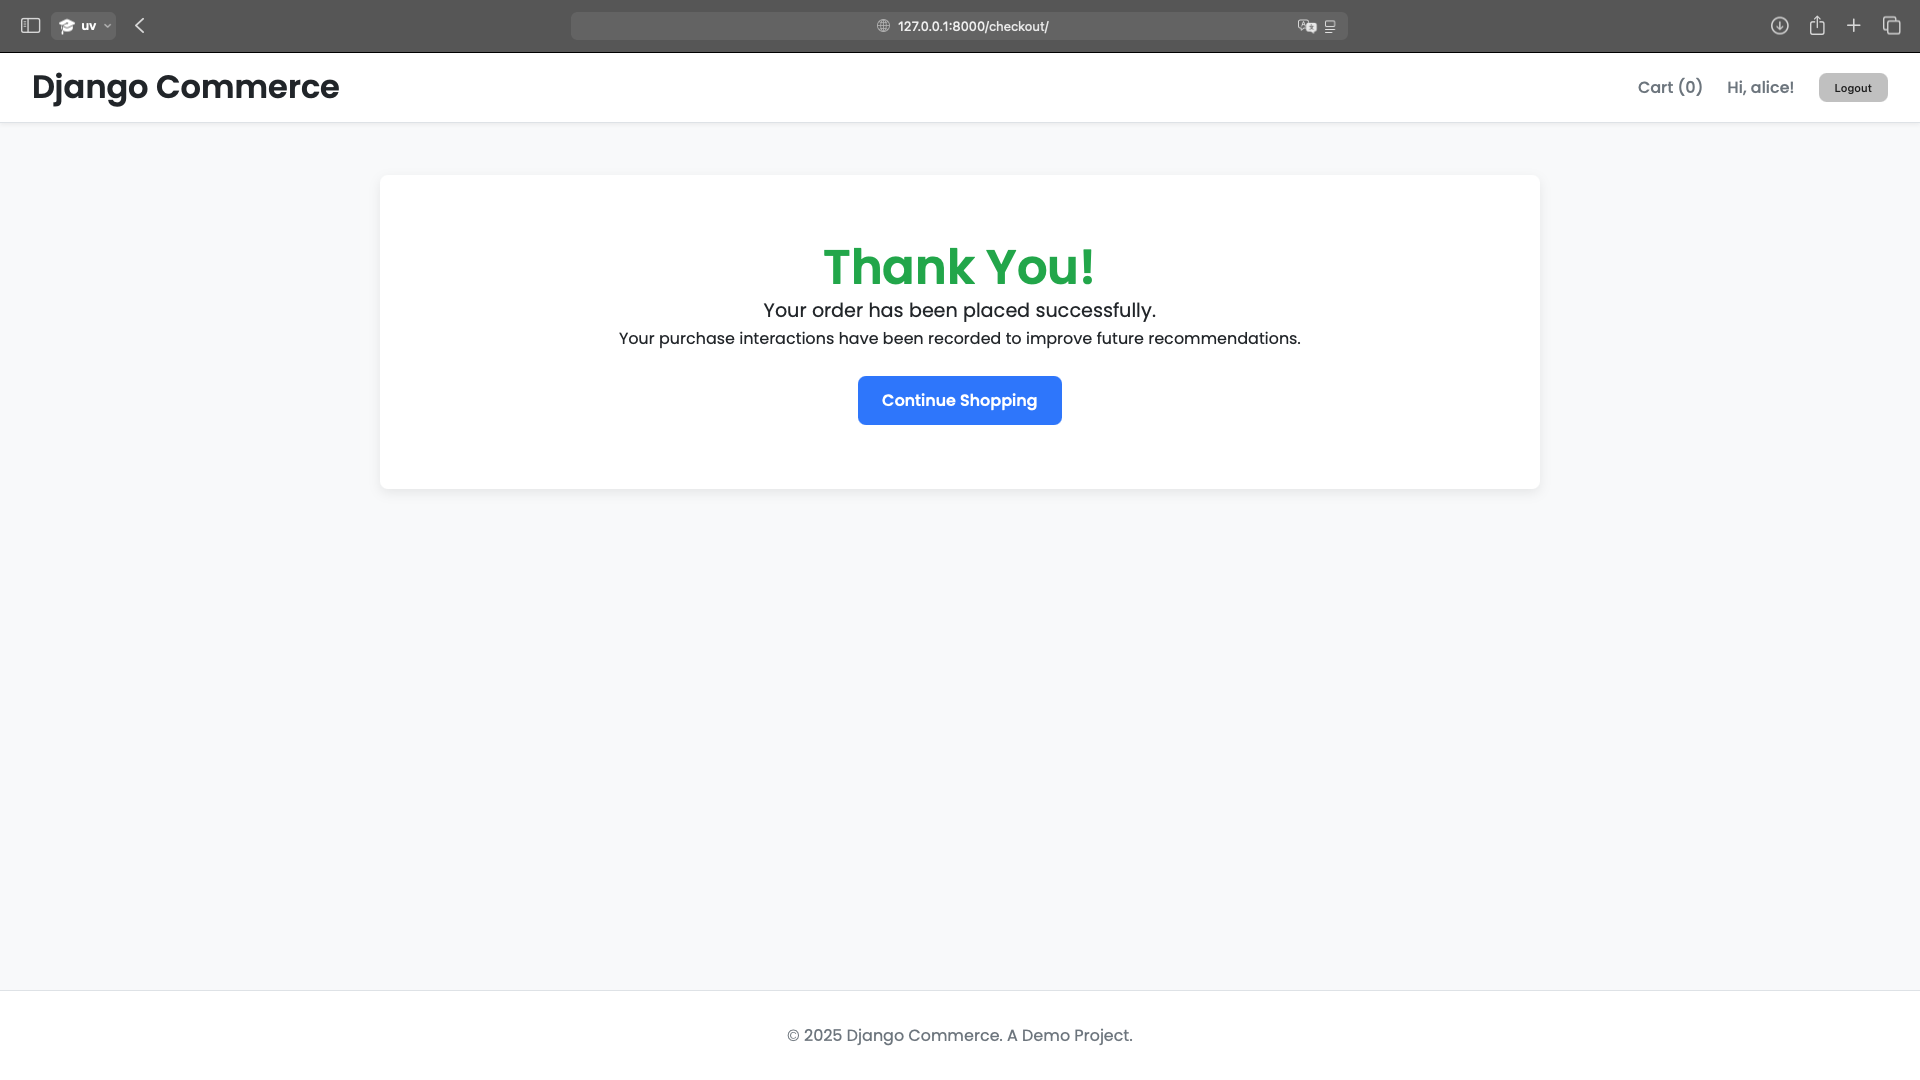 uv
127.0.0.1:8000/checkout/
Django Commerce
Cart (0)
Hi, alice!
Logout
Thank You!
Your order has been placed successfully.
Your purchase interactions have been recorded to improve future recommendations.
Continue Shopping
© 2025 Django Commerce. A Demo Project.